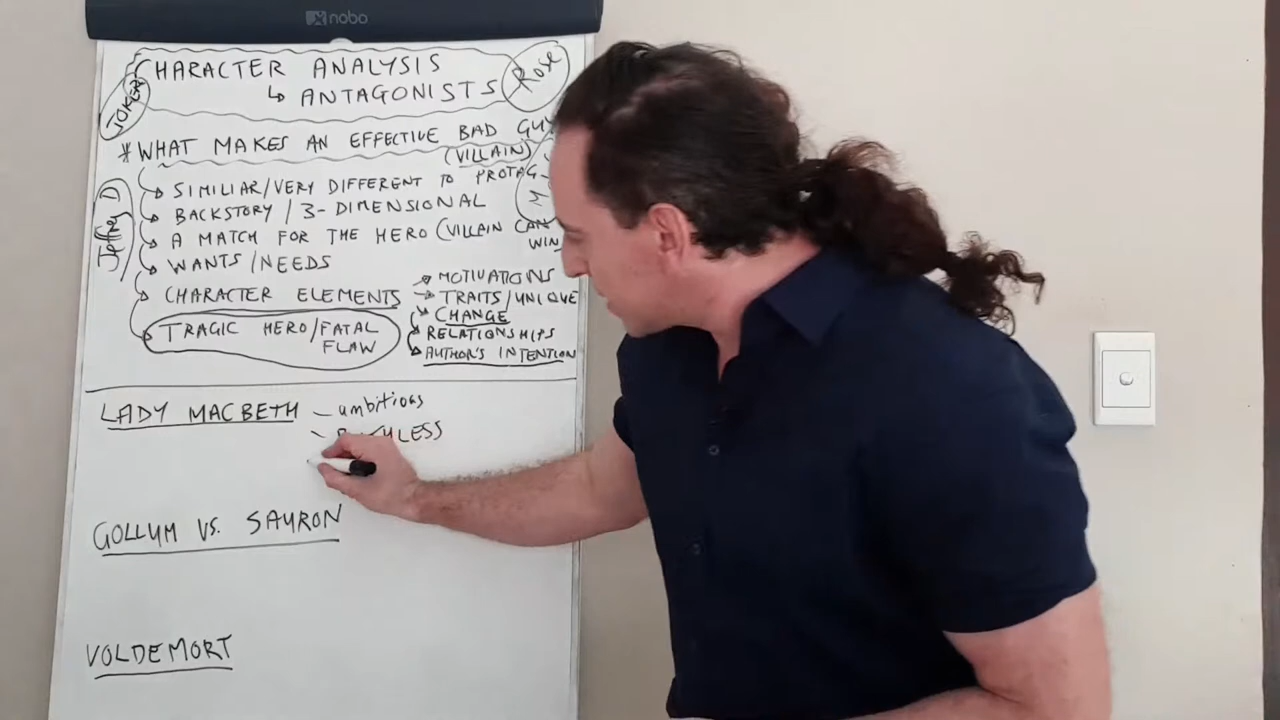 nobo
CHARACTER ANALYSIS
↳ ANTAGONISTS
JOKER
Rose
* WHAT MAKES AN EFFECTIVE BAD GUY
(VILLAIN)
SIMILIAR/VERY DIFFERENT TO PROTAG
BACKSTORY / 3-DIMENSIONAL
A MATCH FOR THE HERO (VILLAIN CAN
WIN
WANTS/NEEDS
CHARACTER ELEMENTS
MOTIVATIONS
TRAITS/UNIQUE
CHANGE
RELATIONSHIPS
AUTHOR'S INTENTION
TRAGIC HERO/FATAL
FLAW
LADY MACBETH
- ambitious
GOLLUM VS. SAURON
VOLDEMORT